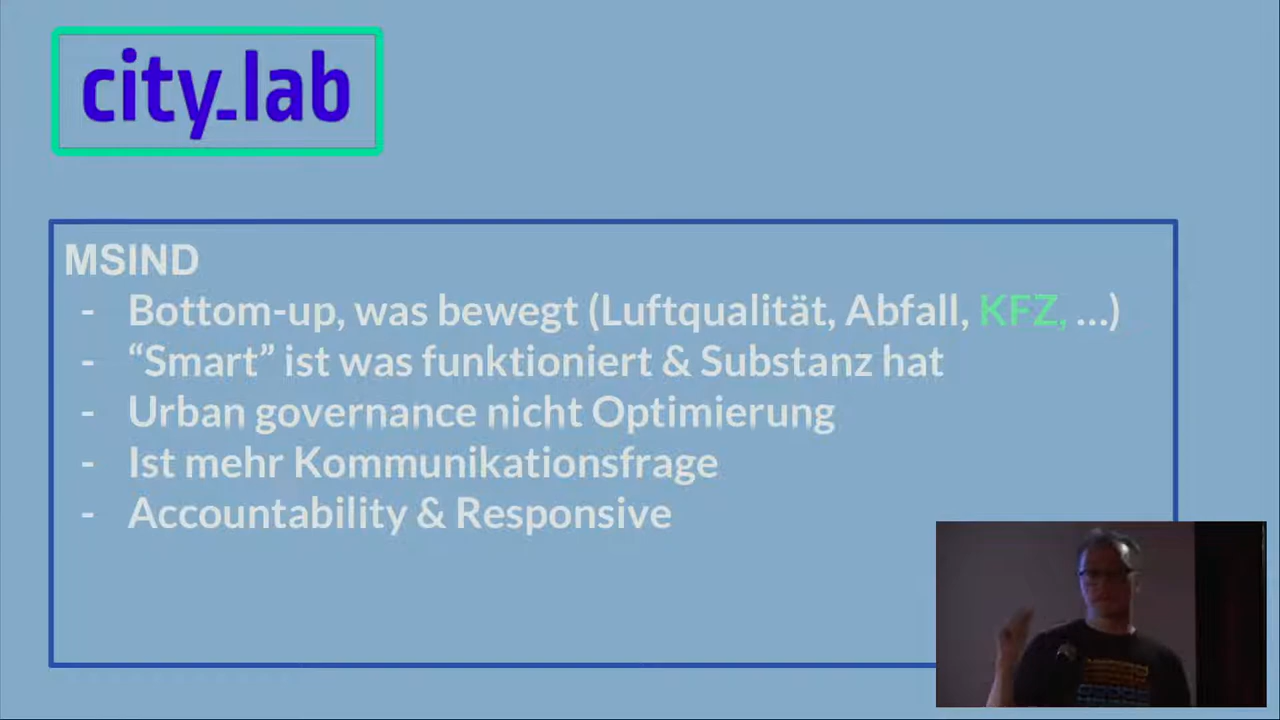 city_lab
MSIND
- Bottom-up, was bewegt (Luftqualität, Abfall, KFZ, ...)
- “Smart” ist was funktioniert & Substanz hat
- Urban governance nicht Optimierung
- Ist mehr Kommunikationsfrage
- Accountability & Responsive